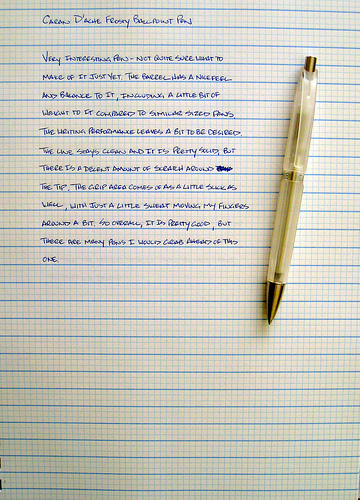 CARAN D'ACHE FROSTY BALLPOINT PEN
VERY INTERESTING PEN - NOT QUITE SURE WHAT TO
MAKE OF IT JUST YET. THE BARREL HAS A NICE FEEL
AND BALANCE TO IT, INCLUDING A LITTLE BIT OF
WEIGHT TO IT COMPARED TO SIMILAR SIZED PENS.
THE WRITING PERFORMANCE LEAVES A BIT TO BE DESIRED.
THE LINE STAYS CLEAN AND IT IS PRETTY SOLID, BUT
THERE IS A DECENT AMOUNT OF SCRATCH AROUND
THE TIP. THE GRIP AREA COMES OF AS A LITTLE SLICK AS
WELL, WITH JUST A LITTLE SWEAT MOVING MY FINGERS
AROUND A BIT. SO OVERALL, IT IS PRETTY GOOD, BUT
THERE ARE MANY PENS I WOULD GRAB AHEAD OF THIS
ONE.